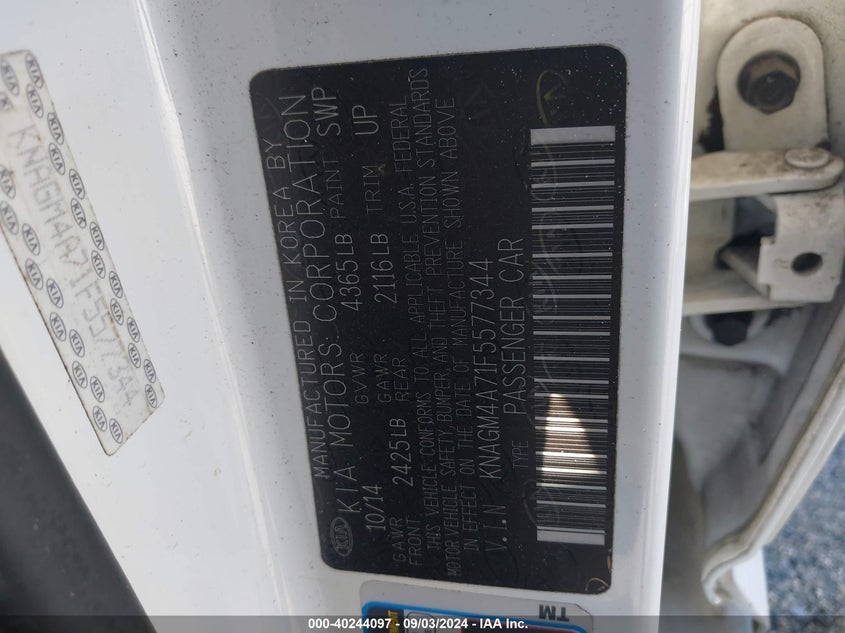 KIA
MANUFACTURED IN KOREA BY
KIA MOTORS CORPORATION
10/14 GVWR 4365LB PAINT SWP
GAWR FRONT 2425LB GAWR REAR 2116LB TRIM UP
THIS VEHICLE CONFORMS TO ALL APPLICABLE U.S.A. FEDERAL
MOTOR VEHICLE SAFETY, BUMPER, AND THEFT PREVENTION STANDARDS
IN EFFECT ON THE DATE OF MANUFACTURE SHOWN ABOVE
V.I.N KNAGM4A71F5577344
TYPE PASSENGER CAR
KNAGM4A71F5577344
TM
000-40244097 - 09/03/2024 - IAA Inc.